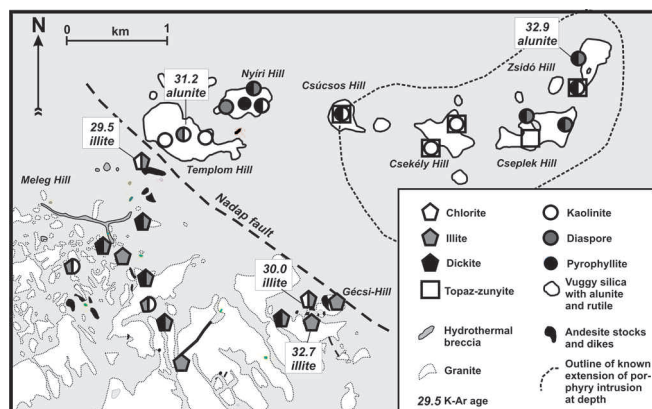 N
0
1
km
32.9
alunite
Zsidó Hill
Nyíri Hill
31.2
alunite
Csúcsos Hill
29.5
illite
Templom Hill
Csekély Hill
Cseplek Hill
Meleg Hill
Nadap fault
30.0
illite
Gécsi-Hill
32.7
illite
Chlorite
Illite
Dickite
Topaz-zunyite
Hydrothermal
breccia
Granite
29.5 K-Ar age
Kaolinite
Diaspore
Pyrophyllite
Vuggy silica
with alunite
and rutile
Andesite stocks
and dikes
Outline of known
extension of por-
phyry intrusion
at depth